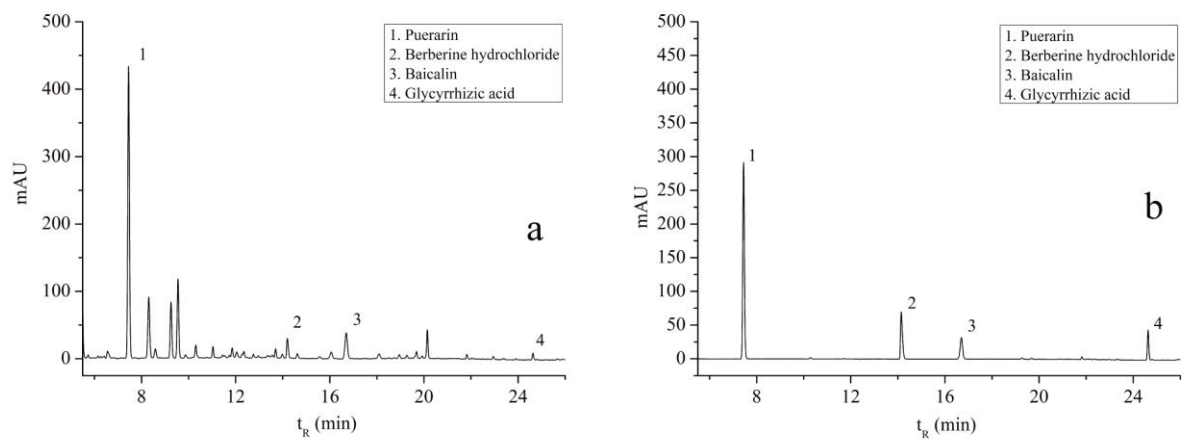 500
400
300
200
100
0
mAU
8
12
16
20
24
t_R (min)
1. Puerarin
2. Berberine hydrochloride
3. Baicalin
4. Glycyrrhizic acid
1
2
3
4
a
500
450
400
350
300
250
200
150
100
50
0
mAU
8
12
16
20
24
t_R (min)
1. Puerarin
2. Berberine hydrochloride
3. Baicalin
4. Glycyrrhizic acid
1
2
3
4
b